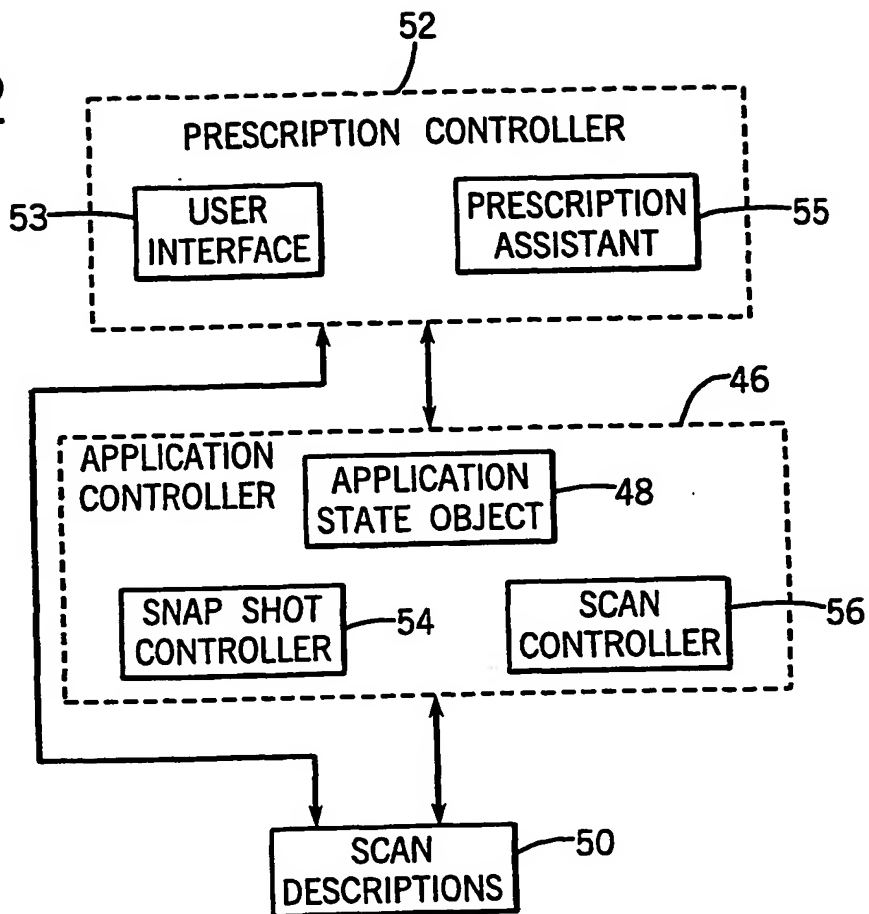 52
2
PRESCRIPTION CONTROLLER
53
USER
INTERFACE
PRESCRIPTION
ASSISTANT
55
46
APPLICATION
CONTROLLER
APPLICATION
STATE OBJECT
48
SNAP SHOT
CONTROLLER
54
SCAN
CONTROLLER
56
SCAN
DESCRIPTIONS
50